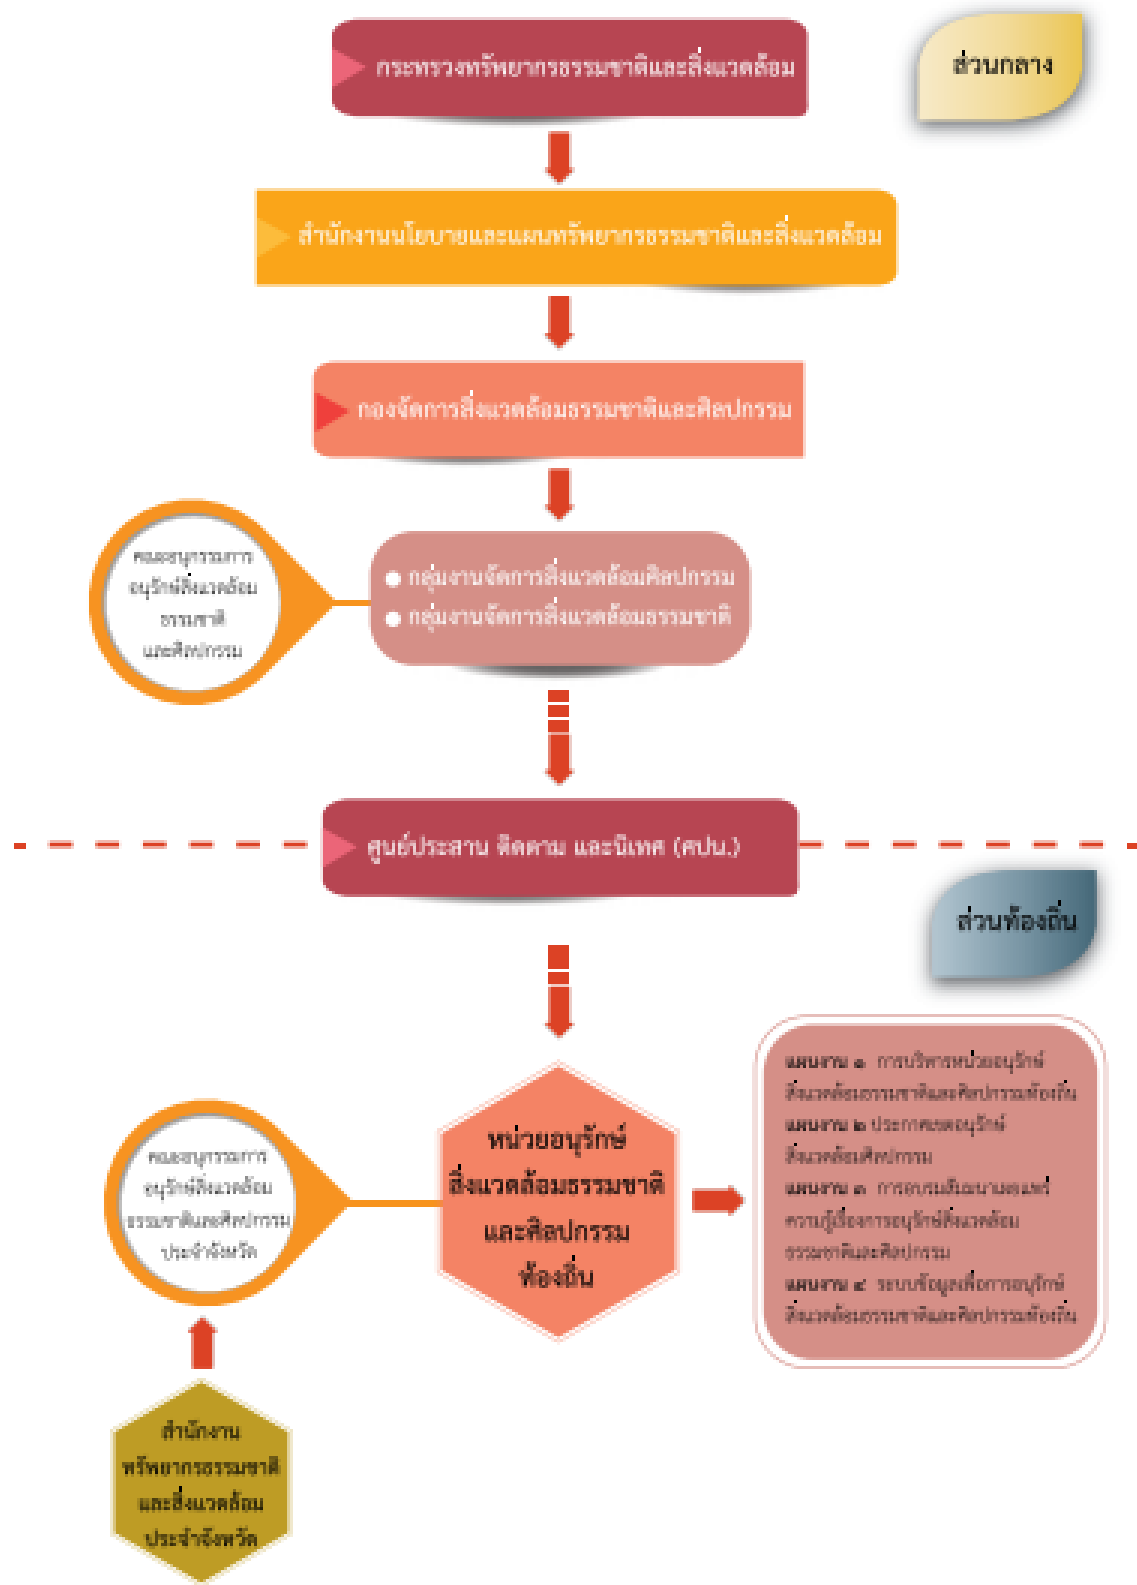 กระทรวงทรัพยากรธรรมชาติและสิ่งแวดล้อม
ส่วนกลาง
สำนักงานนโยบายและแผนทรัพยากรธรรมชาติและสิ่งแวดล้อม
กองจัดการสิ่งแวดล้อมธรรมชาติและศิลปกรรม
คณะอนุกรรมการ
อนุรักษ์สิ่งแวดล้อม
ธรรมชาติ
และศิลปกรรม
กลุ่มงานจัดการสิ่งแวดล้อมศิลปกรรม
กลุ่มงานจัดการสิ่งแวดล้อมธรรมชาติ
ศูนย์ประสาน ติดตาม และนิเทศ (ศปน.)
ส่วนท้องถิ่น
หน่วยอนุรักษ์
สิ่งแวดล้อมธรรมชาติ
และศิลปกรรม
ท้องถิ่น
แผนงาน ๑ การบริหารหน่วยอนุรักษ์
สิ่งแวดล้อมธรรมชาติและศิลปกรรมท้องถิ่น
แผนงาน ๒ ประกาศเขตอนุรักษ์
สิ่งแวดล้อมศิลปกรรม
แผนงาน ๓ การอบรมสัมมนาเผยแพร่
ความรู้เรื่องการอนุรักษ์สิ่งแวดล้อม
ธรรมชาติและศิลปกรรม
แผนงาน ๔ ระบบข้อมูลเพื่อการอนุรักษ์
สิ่งแวดล้อมธรรมชาติและศิลปกรรมท้องถิ่น
คณะอนุกรรมการ
อนุรักษ์สิ่งแวดล้อม
ธรรมชาติและศิลปกรรม
ประจำจังหวัด
สำนักงาน
ทรัพยากรธรรมชาติ
และสิ่งแวดล้อม
ประจำจังหวัด